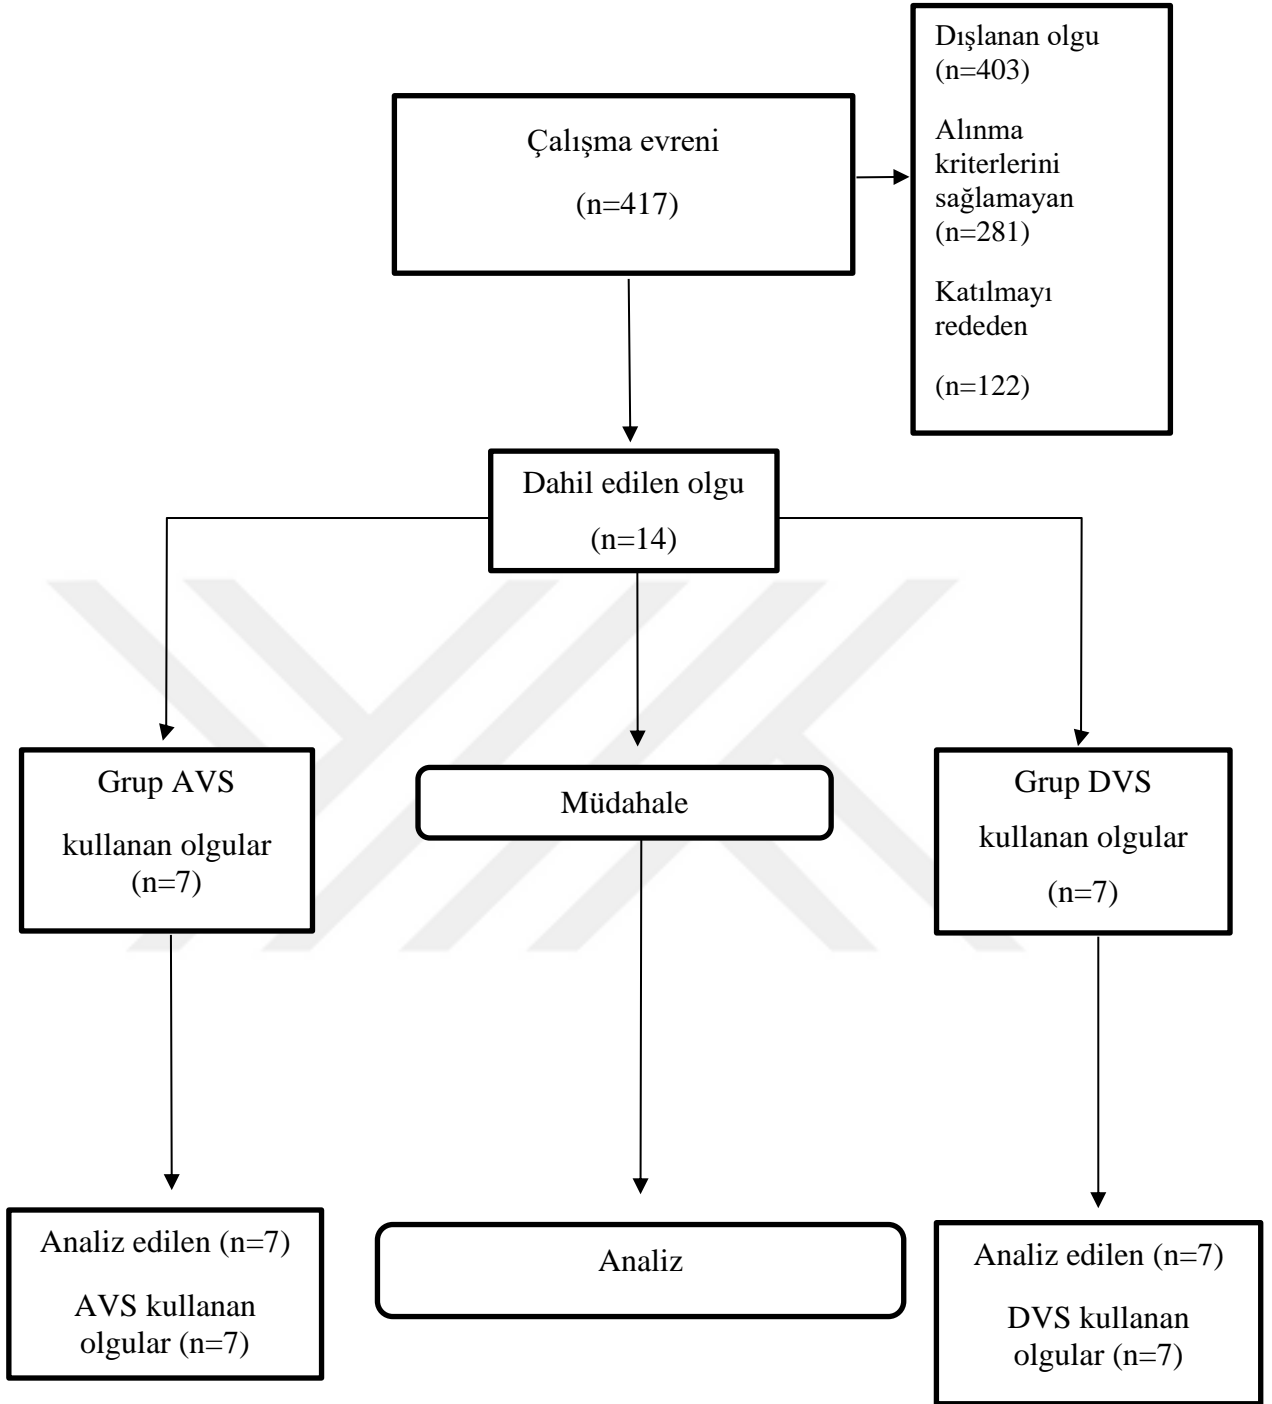 Dışlanan olgu
(n=403)
Alınma
kriterlerini
sağlamayan
(n=281)
Katılmayı
rededen
(n=122)
Çalışma evreni
(n=417)
Dahil edilen olgu
(n=14)
Grup AVS
kullanan olgular
(n=7)
Müdahale
Grup DVS
kullanan olgular
(n=7)
Analiz edilen (n=7)
AVS kullanan
olgular (n=7)
Analiz
Analiz edilen (n=7)
DVS kullanan
olgular (n=7)